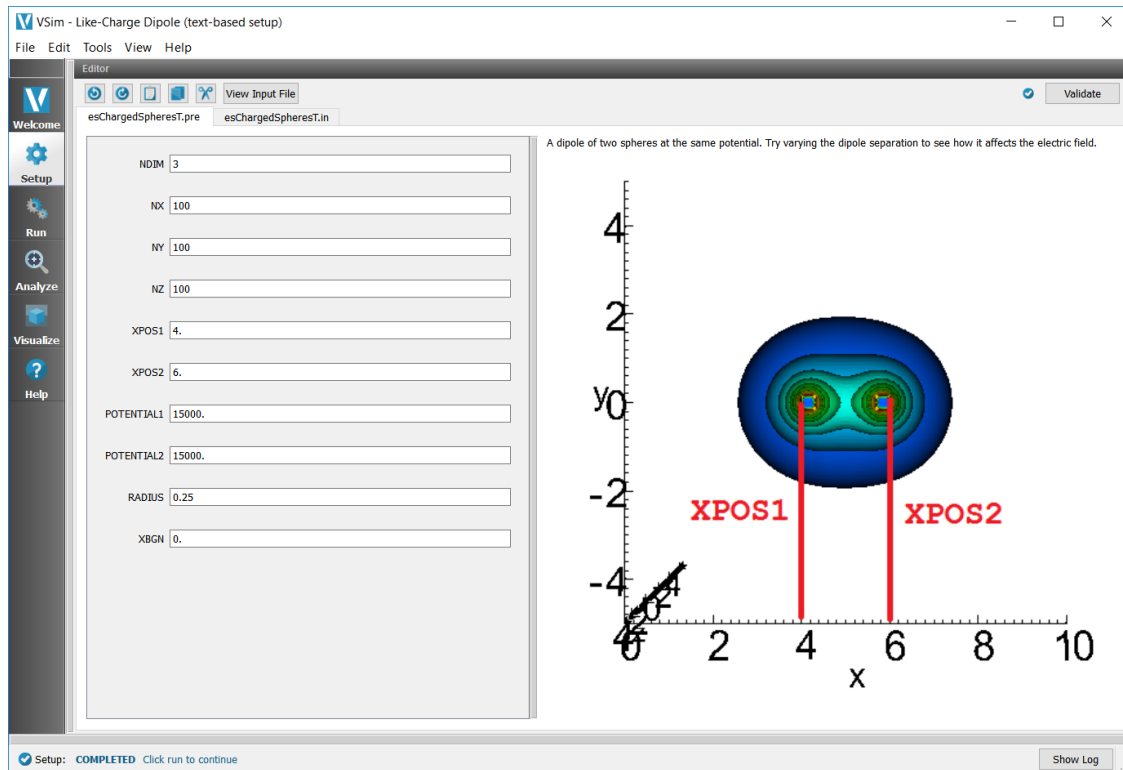 VSim - Like-Charge Dipole (text-based setup)
File Edit Tools View Help
Editor
View Input File
Validate
esChargedSpheresT.pre esChargedSpheresT.in
Welcome
Setup
Run
Analyze
Visualize
Help
NDIM 3
NX 100
NY 100
NZ 100
XPOS1 4.
XPOS2 6.
POTENTIAL1 15000.
POTENTIAL2 15000.
RADIUS 0.25
XBGN 0.
A dipole of two spheres at the same potential. Try varying the dipole separation to see how it affects the electric field.
4
2
y0
-2
XPOS1 XPOS2
-4
0 2 4 6 8 10
x
Setup: COMPLETED Click run to continue
Show Log